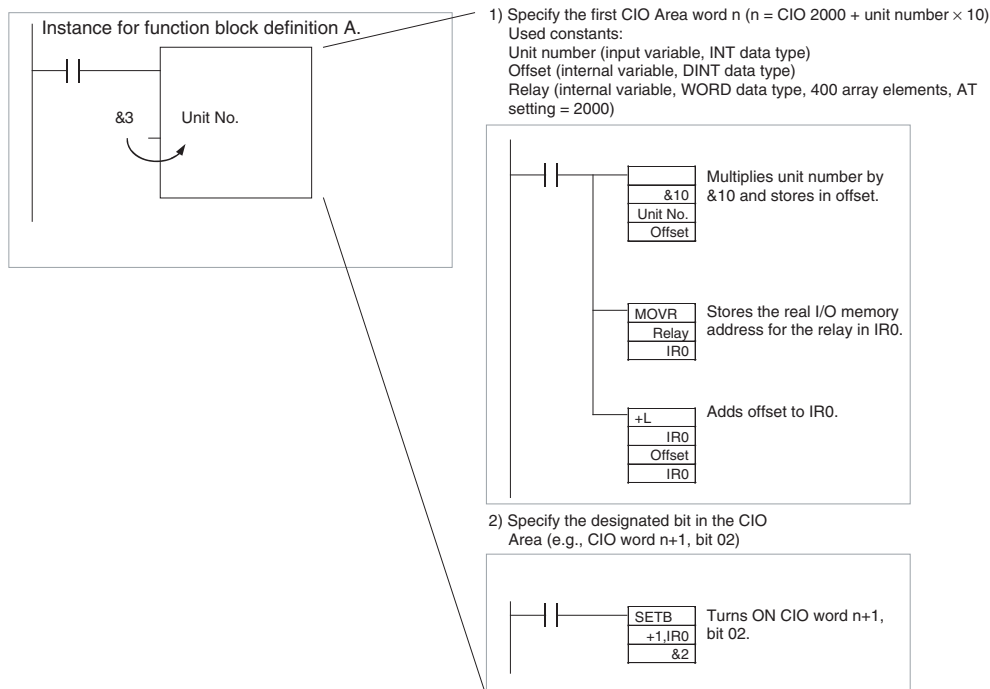 Instance for function block definition A.
&3
Unit No.
1) Specify the first CIO Area word n (n = CIO 2000 + unit number × 10)
Used constants:
Unit number (input variable, INT data type)
Offset (internal variable, DINT data type)
Relay (internal variable, WORD data type, 400 array elements, AT
setting = 2000)
&10
Unit No.
Offset
Multiplies unit number by
&10 and stores in offset.
MOVR
Relay
IR0
Stores the real I/O memory
address for the relay in IR0.
+L
IR0
Offset
IR0
Adds offset to IR0.
2) Specify the designated bit in the CIO
Area (e.g., CIO word n+1, bit 02)
SETB
+1,IR0
&2
Turns ON CIO word n+1,
bit 02.